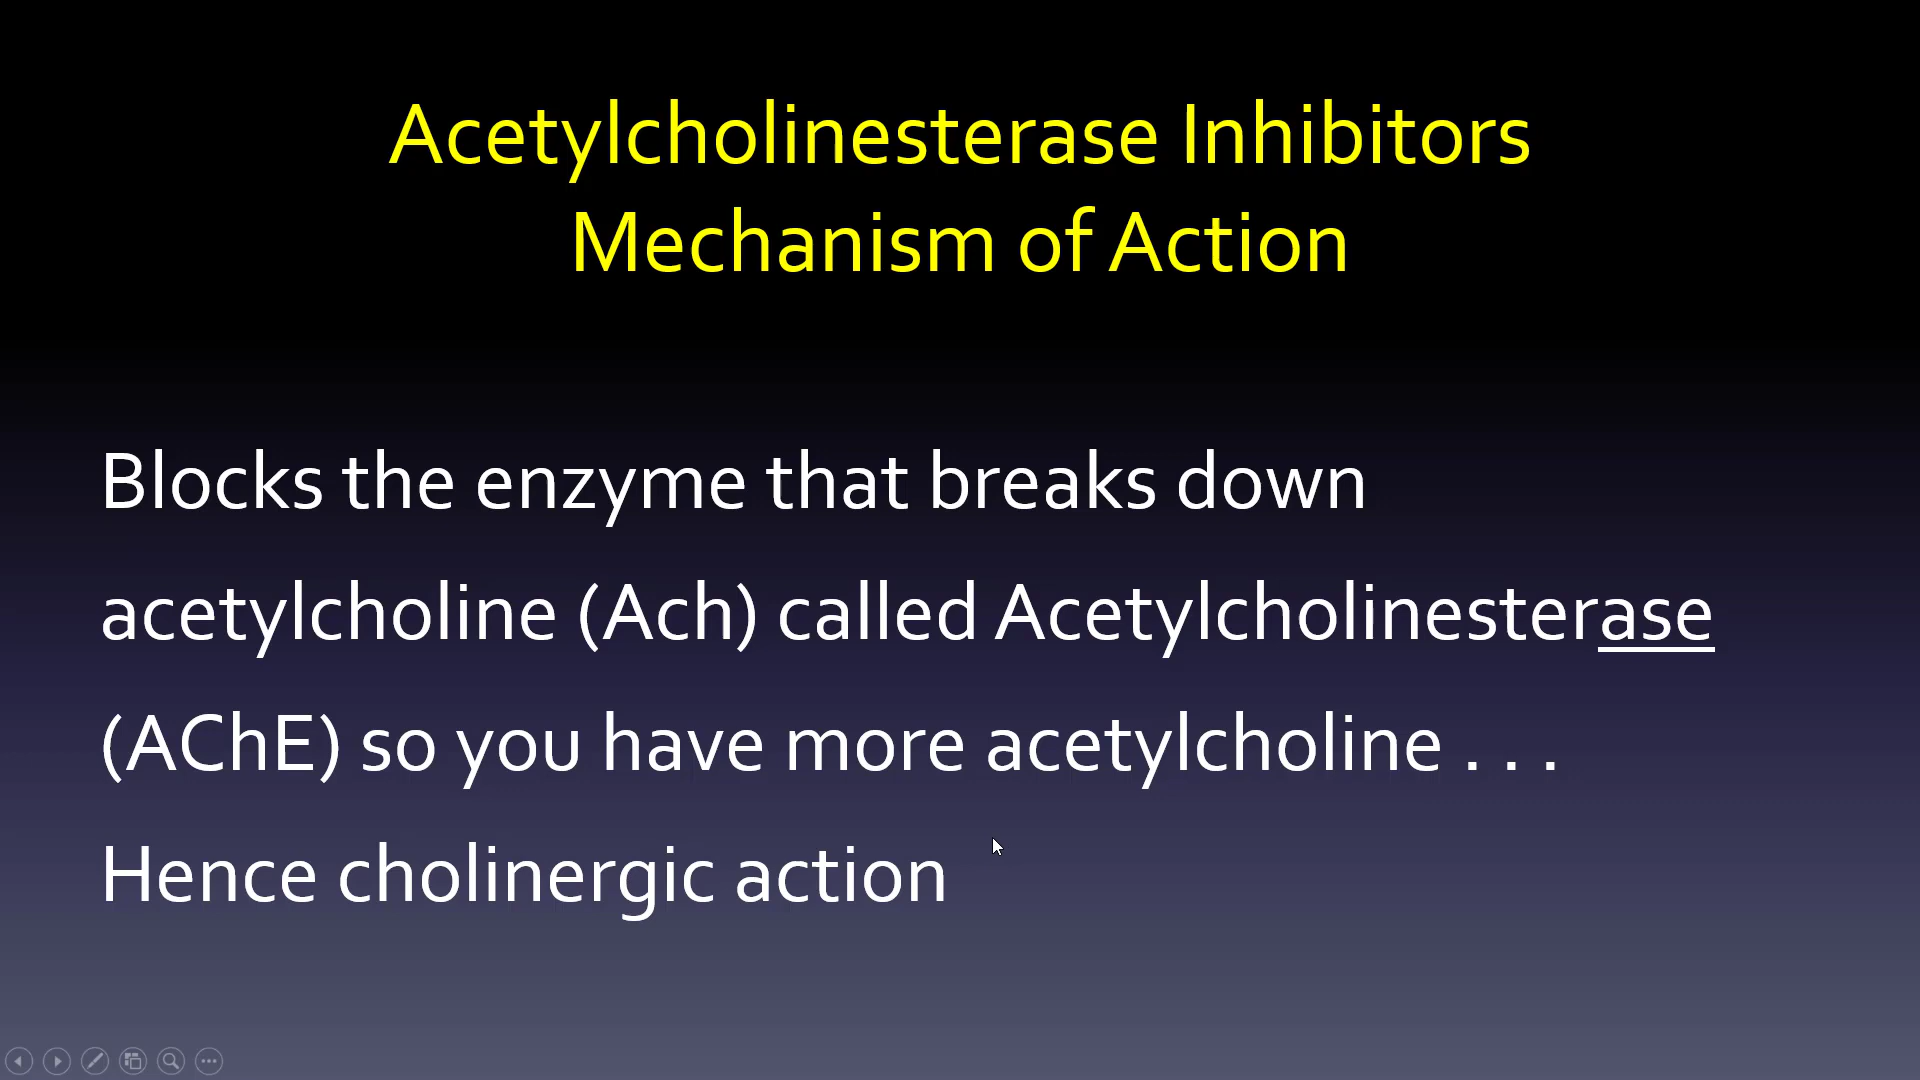 Acetylcholinesterase Inhibitors
Mechanism of Action
Blocks the enzyme that breaks down
acetylcholine (Ach) called Acetylcholinesterase
(AChE) so you have more acetylcholine . . .
Hence cholinergic action